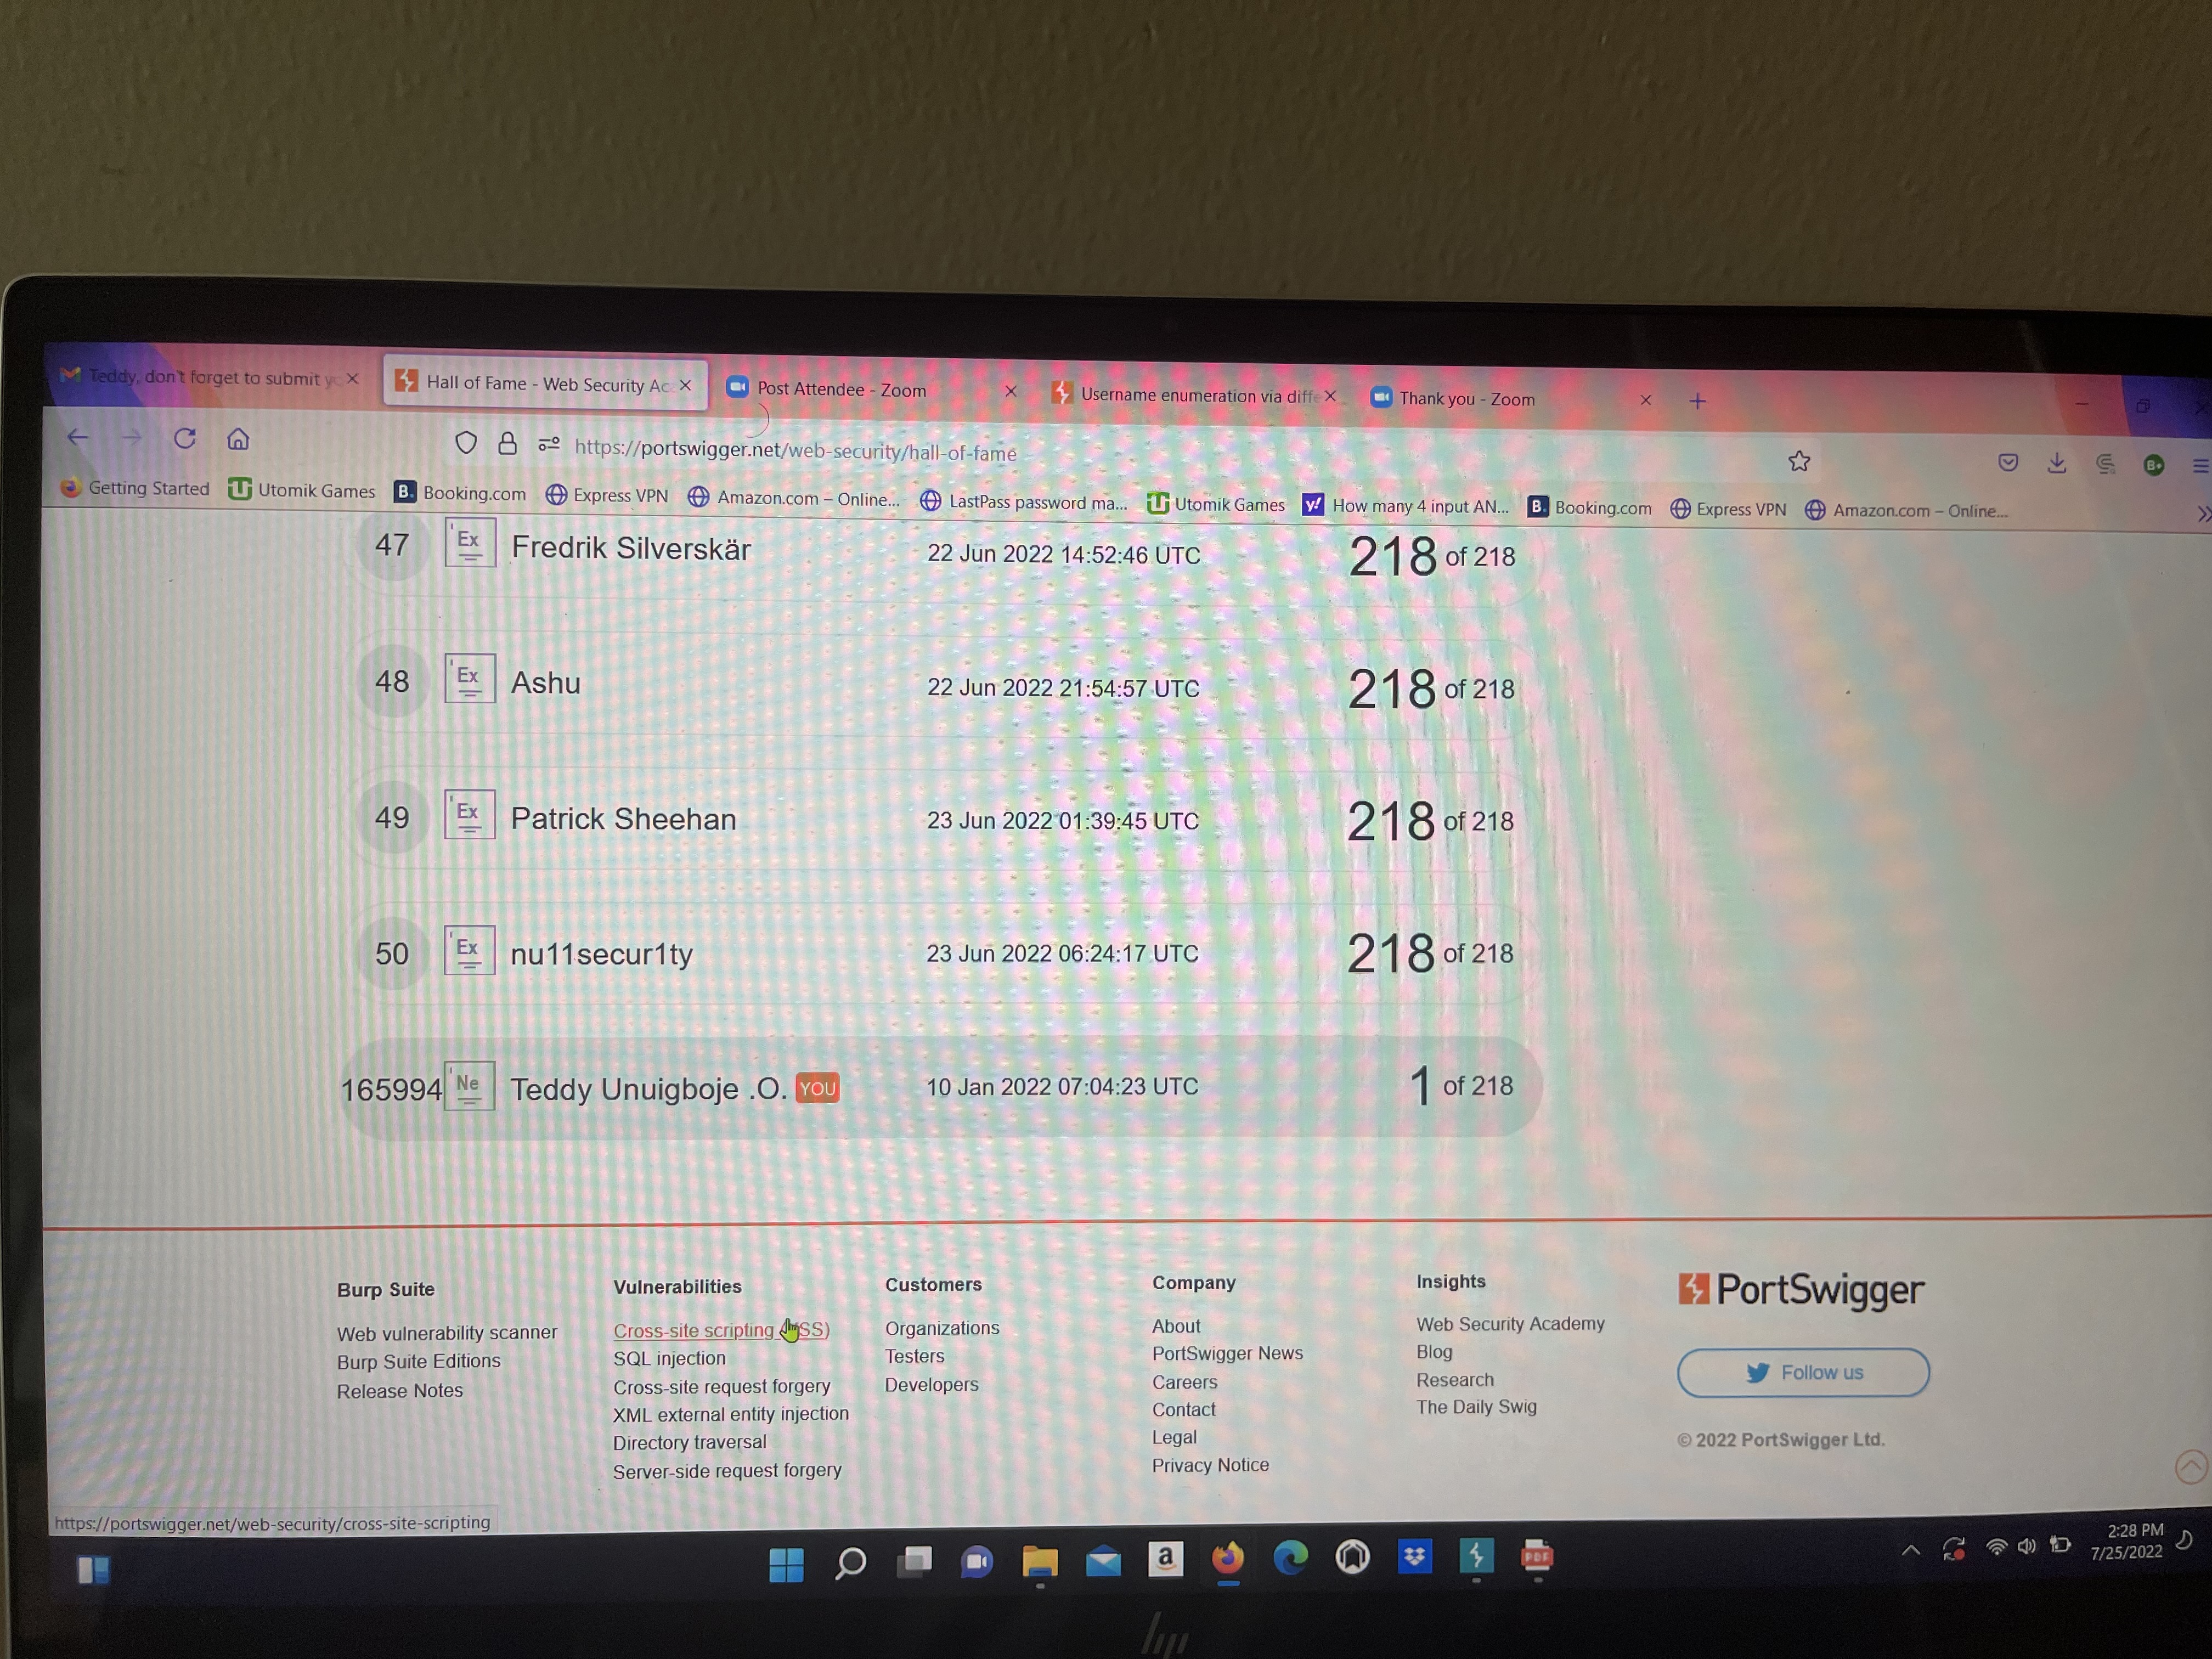 Teddy, don't forget to submit y
Hall of Fame - Web Security Ac
Post Attendee - Zoom
Username enumeration via diffe
Thank you - Zoom
https://portswigger.net/web-security/hall-of-fame
Getting Started
Utomik Games
B. Booking.com
Express VPN
Amazon.com – Online...
LastPass password ma...
Utomik Games
y! How many 4 input AN...
B. Booking.com
Express VPN
Amazon.com – Online...
47 Ex Fredrik Silverskär 22 Jun 2022 14:52:46 UTC 218 of 218
48 Ex Ashu 22 Jun 2022 21:54:57 UTC 218 of 218
49 Ex Patrick Sheehan 23 Jun 2022 01:39:45 UTC 218 of 218
50 Ex nu11secur1ty 23 Jun 2022 06:24:17 UTC 218 of 218
165994 Ne Teddy Unuigboje .O. YOU 10 Jan 2022 07:04:23 UTC 1 of 218
Burp Suite
Web vulnerability scanner
Burp Suite Editions
Release Notes
Vulnerabilities
Cross-site scripting SS)
SQL injection
Cross-site request forgery
XML external entity injection
Directory traversal
Server-side request forgery
Customers
Organizations
Testers
Developers
Company
About
PortSwigger News
Careers
Contact
Legal
Privacy Notice
Insights
Web Security Academy
Blog
Research
The Daily Swig
PortSwigger
Follow us
© 2022 PortSwigger Ltd.
https://portswigger.net/web-security/cross-site-scripting
a
PDF
2:28 PM
7/25/2022
hp